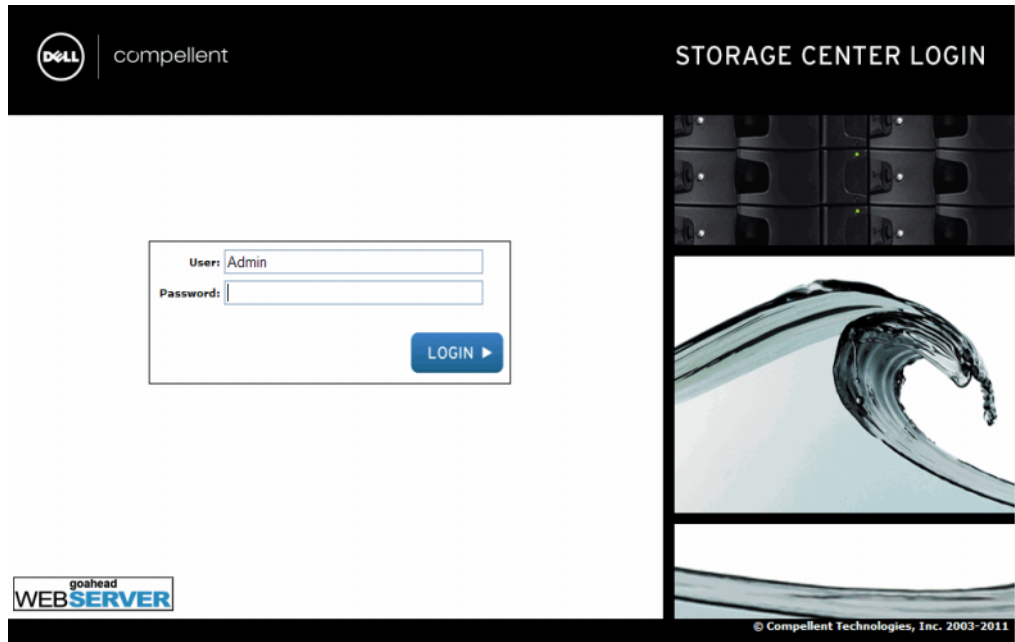 DELL compellent
STORAGE CENTER LOGIN
User: Admin
Password:
LOGIN
goahead
WEBSERVER
© Compellent Technologies, Inc. 2003-2011